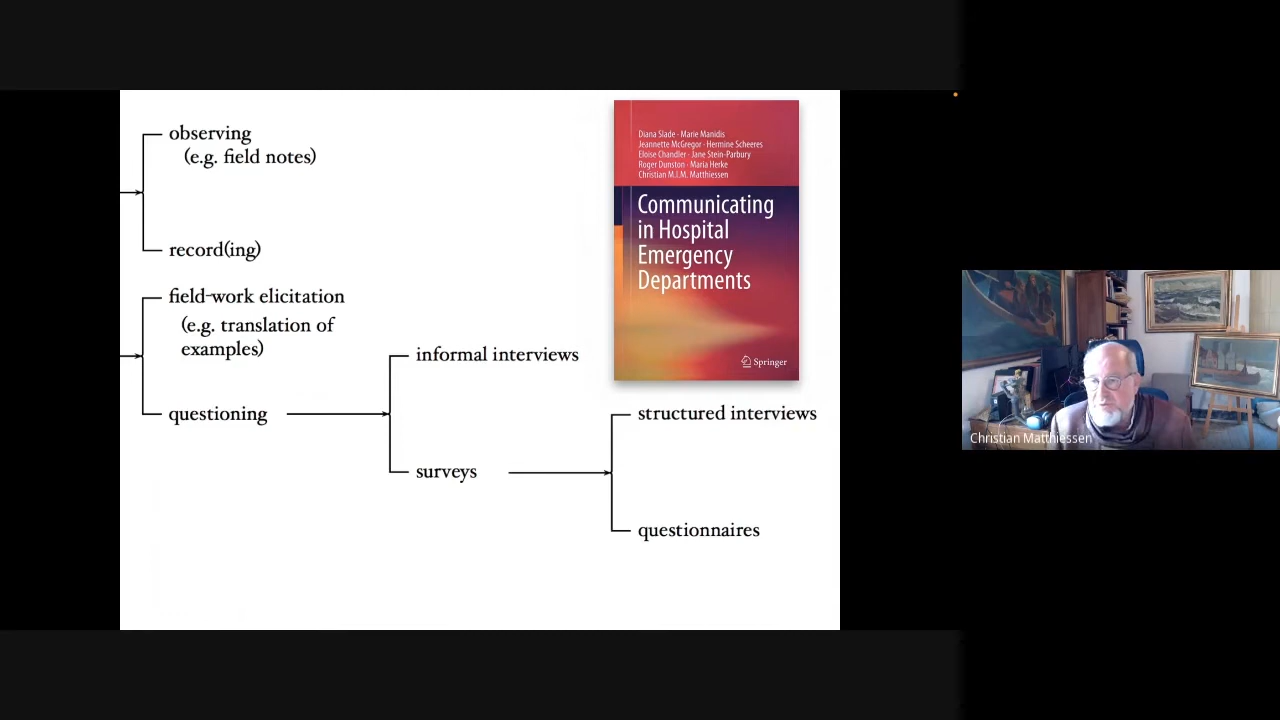 observing
(e.g. field notes)
record(ing)
field-work elicitation
(e.g. translation of
examples)
questioning
informal interviews
surveys
structured interviews
questionnaires
Diana Slade · Marie Manidis
Jeannette McGregor · Hermine Scheeres
Eloise Chandler · Jane Stein-Parbury
Roger Dunston · Maria Herke
Christian M.I.M. Matthiessen
Communicating
in Hospital
Emergency
Departments
Springer
Christian Matthiessen